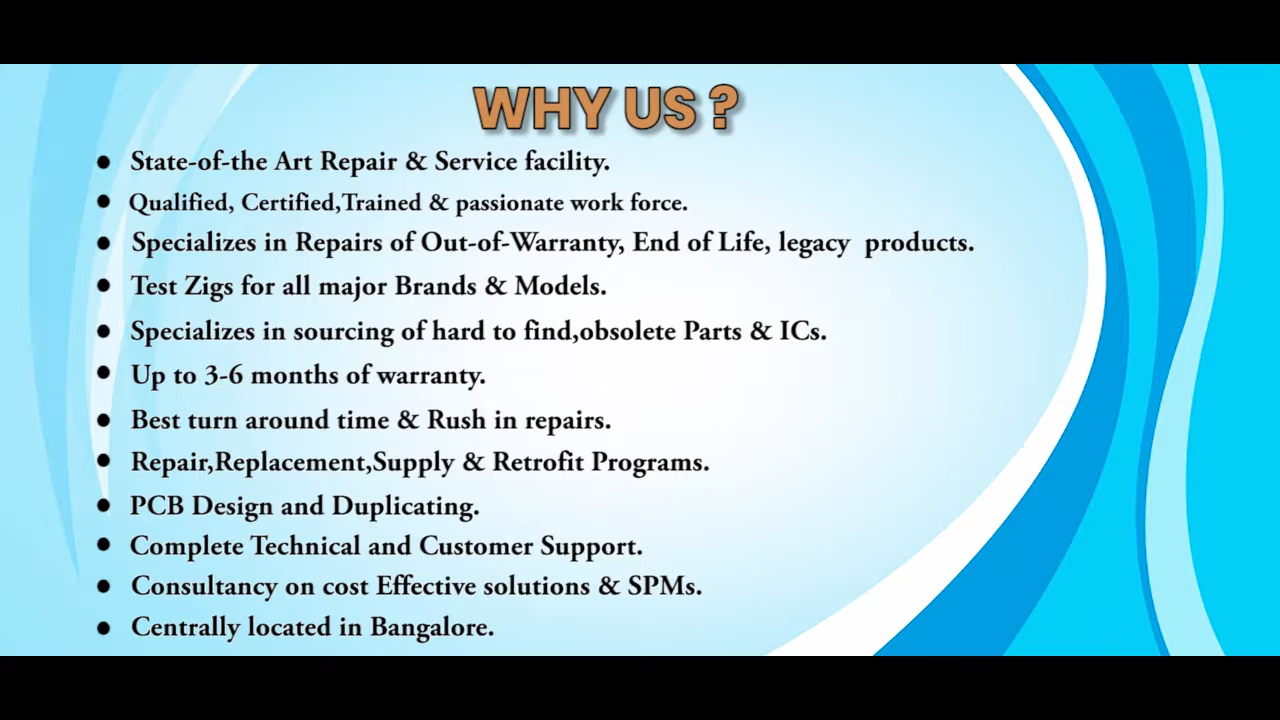 WHY US ?
• State-of-the Art Repair & Service facility.
• Qualified, Certified,Trained & passionate work force.
• Specializes in Repairs of Out-of-Warranty, End of Life, legacy  products.
• Test Zigs for all major Brands & Models.
• Specializes in sourcing of hard to find,obsolete Parts & ICs.
• Up to 3-6 months of warranty.
• Best turn around time & Rush in repairs.
• Repair,Replacement,Supply & Retrofit Programs.
• PCB Design and Duplicating.
• Complete Technical and Customer Support.
• Consultancy on cost Effective solutions & SPMs.
• Centrally located in Bangalore.